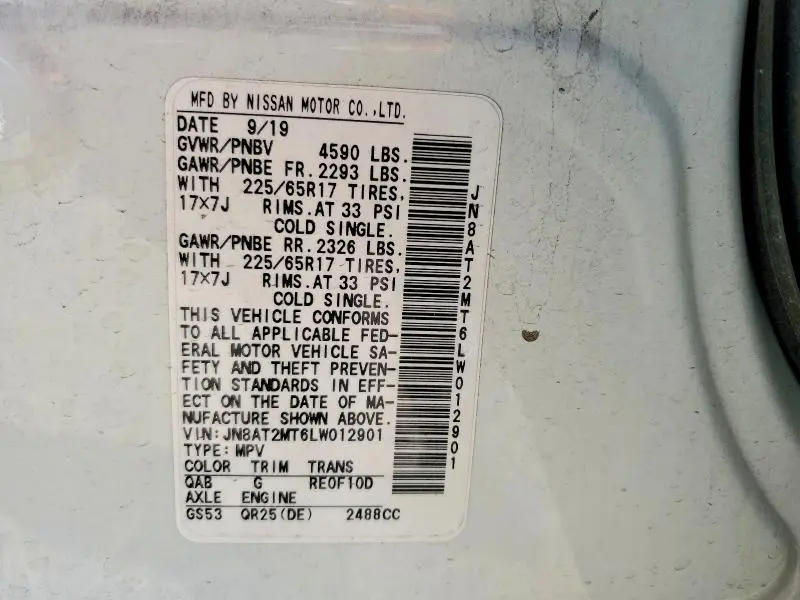 MFD BY NISSAN MOTOR CO.,LTD.
DATE 9/19
GVWR/PNBV 4590 LBS.
GAWR/PNBE FR. 2293 LBS.
WITH 225/65R17 TIRES,
17×7J RIMS. AT 33 PSI
COLD SINGLE.
GAWR/PNBE RR. 2326 LBS.
WITH 225/65R17 TIRES,
17×7J RIMS. AT 33 PSI
COLD SINGLE.
THIS VEHICLE CONFORMS
TO ALL APPLICABLE FED-
ERAL MOTOR VEHICLE SA-
FETY AND THEFT PREVEN-
TION STANDARDS IN EFF-
ECT ON THE DATE OF MA-
NUFACTURE SHOWN ABOVE.
VIN: JN8AT2MT6LW012901
TYPE: MPV
COLOR TRIM TRANS
QAB G RE0F10D
AXLE ENGINE
GS53 QR25(DE) 2488CC
JN8AT2MT6LW012901